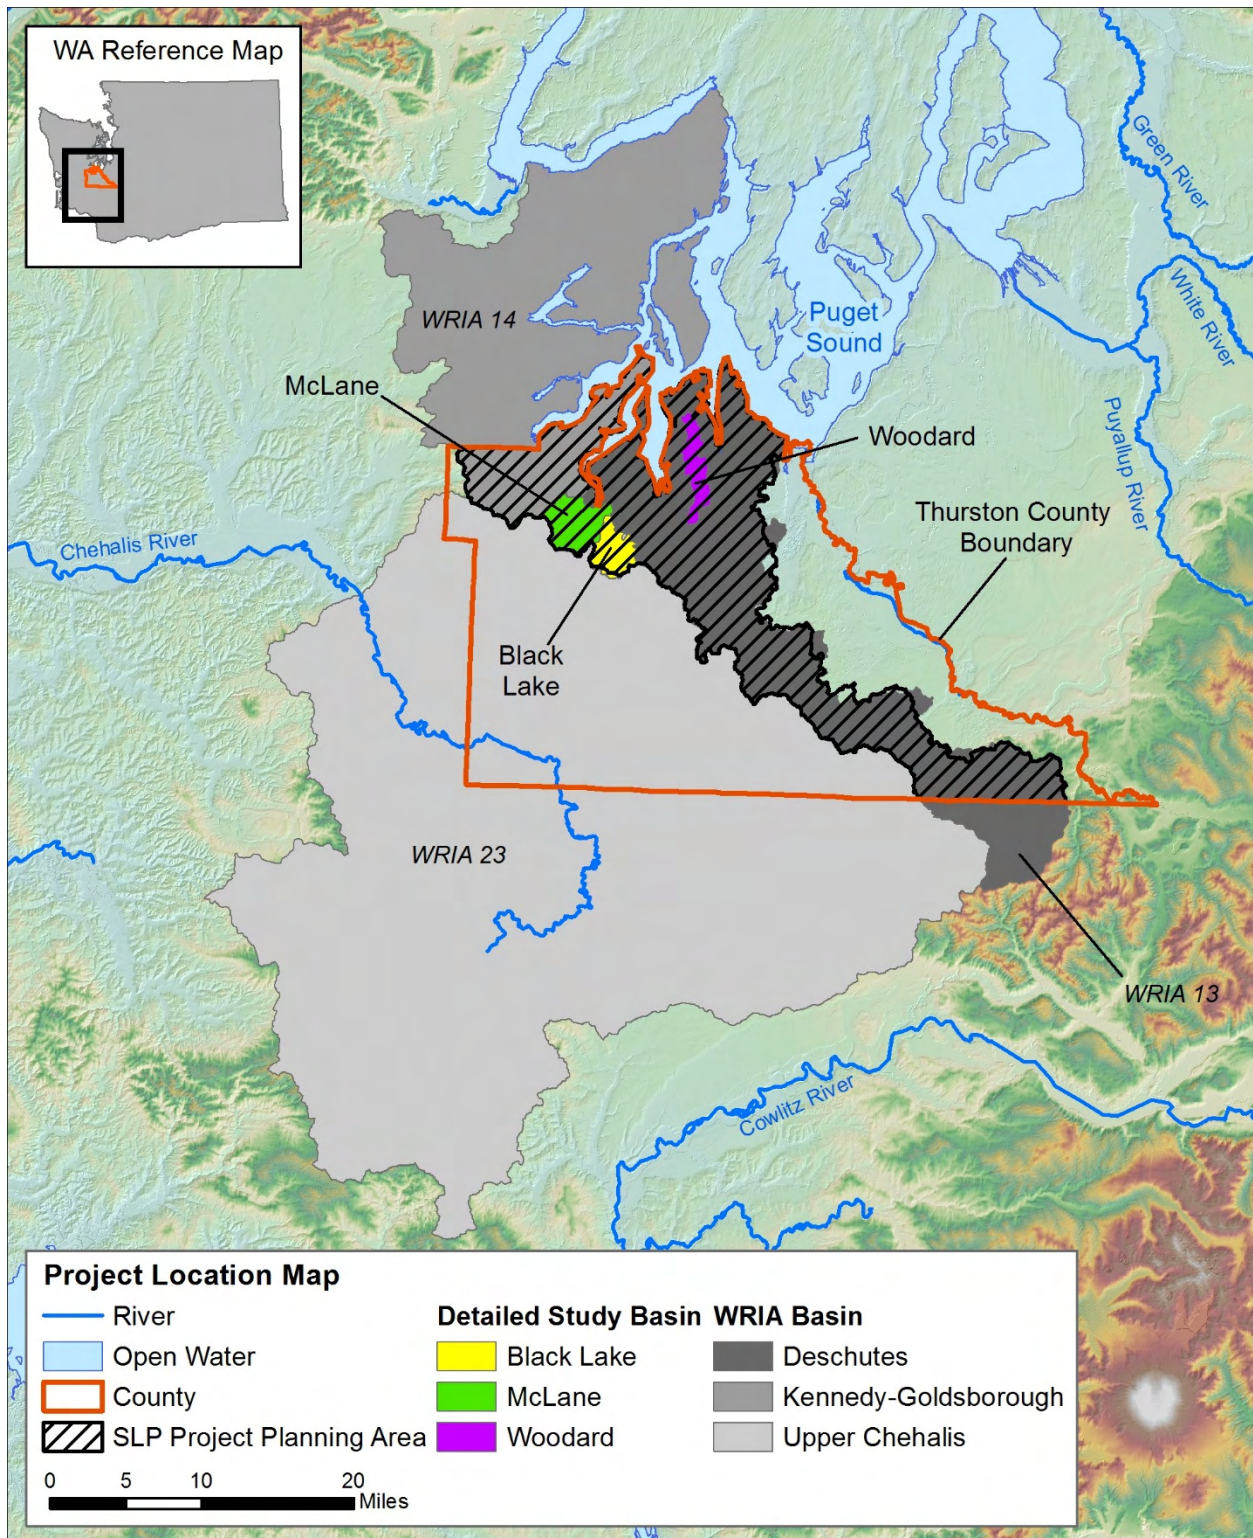 WA Reference Map
Green River
White River
WRIA 14
Puget
Sound
McLane
Puyallup River
Woodard
Thurston County
Boundary
Chehalis River
Black
Lake
WRIA 23
WRIA 13
Cowlitz River
Project Location Map
River
Open Water
County
SLP Project Planning Area
0 5 10 20
Miles
Detailed Study Basin
Black Lake
McLane
Woodard
WRIA Basin
Deschutes
Kennedy-Goldsborough
Upper Chehalis